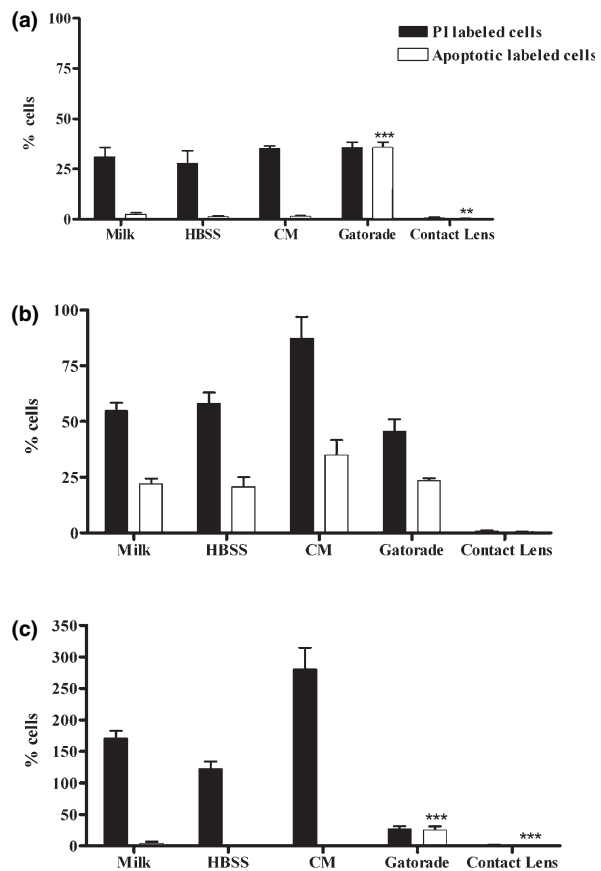 (a)
PI labeled cells
Apoptotic labeled cells
% cells
100
75
50
25
0
***
**
Milk HBSS CM Gatorade Contact Lens
(b)
% cells
100
75
50
25
0
Milk HBSS CM Gatorade Contact Lens
(c)
% cells
350
300
250
200
150
100
50
0
***
***
Milk HBSS CM Gatorade Contact Lens